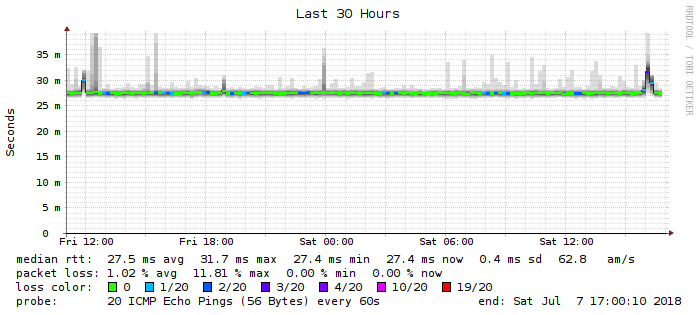 Last 30 Hours
RRDTOOL / TOBI OETIKER
Seconds
35 m
30 m
25 m
20 m
15 m
10 m
5 m
0
Fri 12:00 Fri 18:00 Sat 00:00 Sat 06:00 Sat 12:00
median rtt: 27.5 ms avg 31.7 ms max 27.4 ms min 27.4 ms now 0.4 ms sd 62.8 am/s
packet loss: 1.02 % avg 11.81 % max 0.00 % min 0.00 % now
loss color: 0 1/20 2/20 3/20 4/20 10/20 19/20
probe: 20 ICMP Echo Pings (56 Bytes) every 60s end: Sat Jul 7 17:00:10 2018